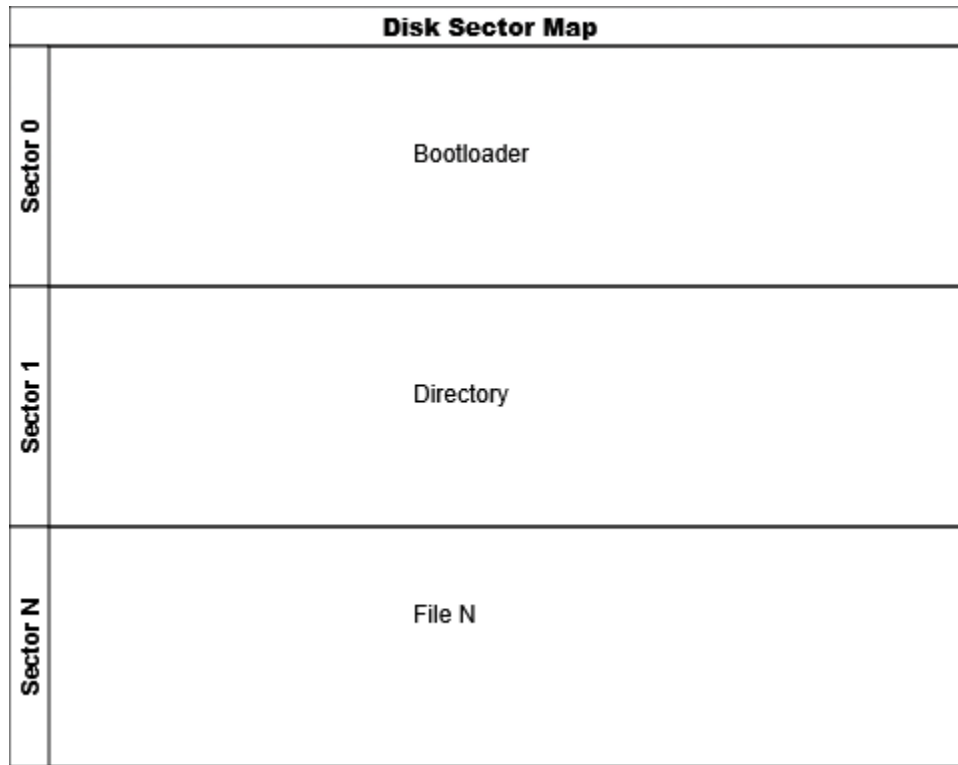 Disk Sector Map
Sector 0
Bootloader
Sector 1
Directory
Sector N
File N